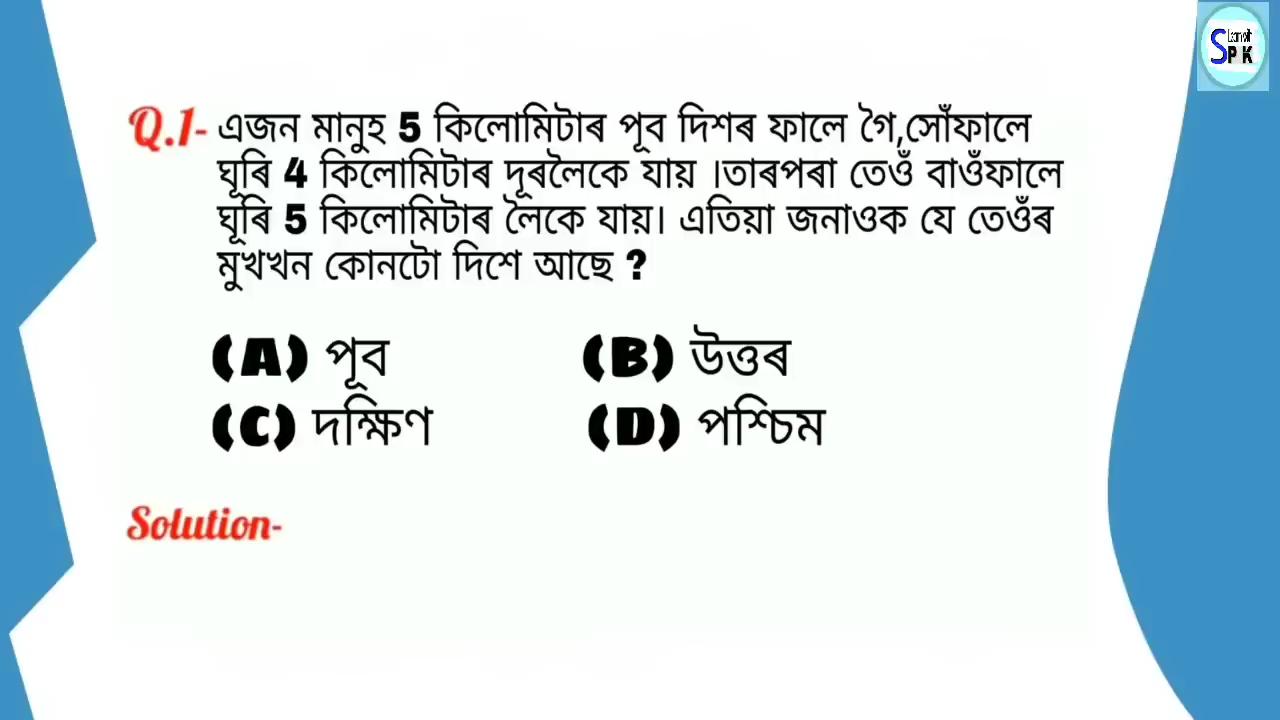 Q.1- এজন মানুহ 5 কিলোমিটাৰ পূব দিশৰ ফালে গৈ,সোঁফালে
ঘূৰি 4 কিলোমিটাৰ দূৰলৈকে যায় ।তাৰপৰা তেওঁ বাওঁফালে
ঘূৰি 5 কিলোমিটাৰ লৈকে যায়। এতিয়া জনাওক যে তেওঁৰ
মুখখন কোনটো দিশে আছে ?
(A) পূব (B) উত্তৰ
(C) দক্ষিণ (D) পশ্চিম
Solution-
SPK